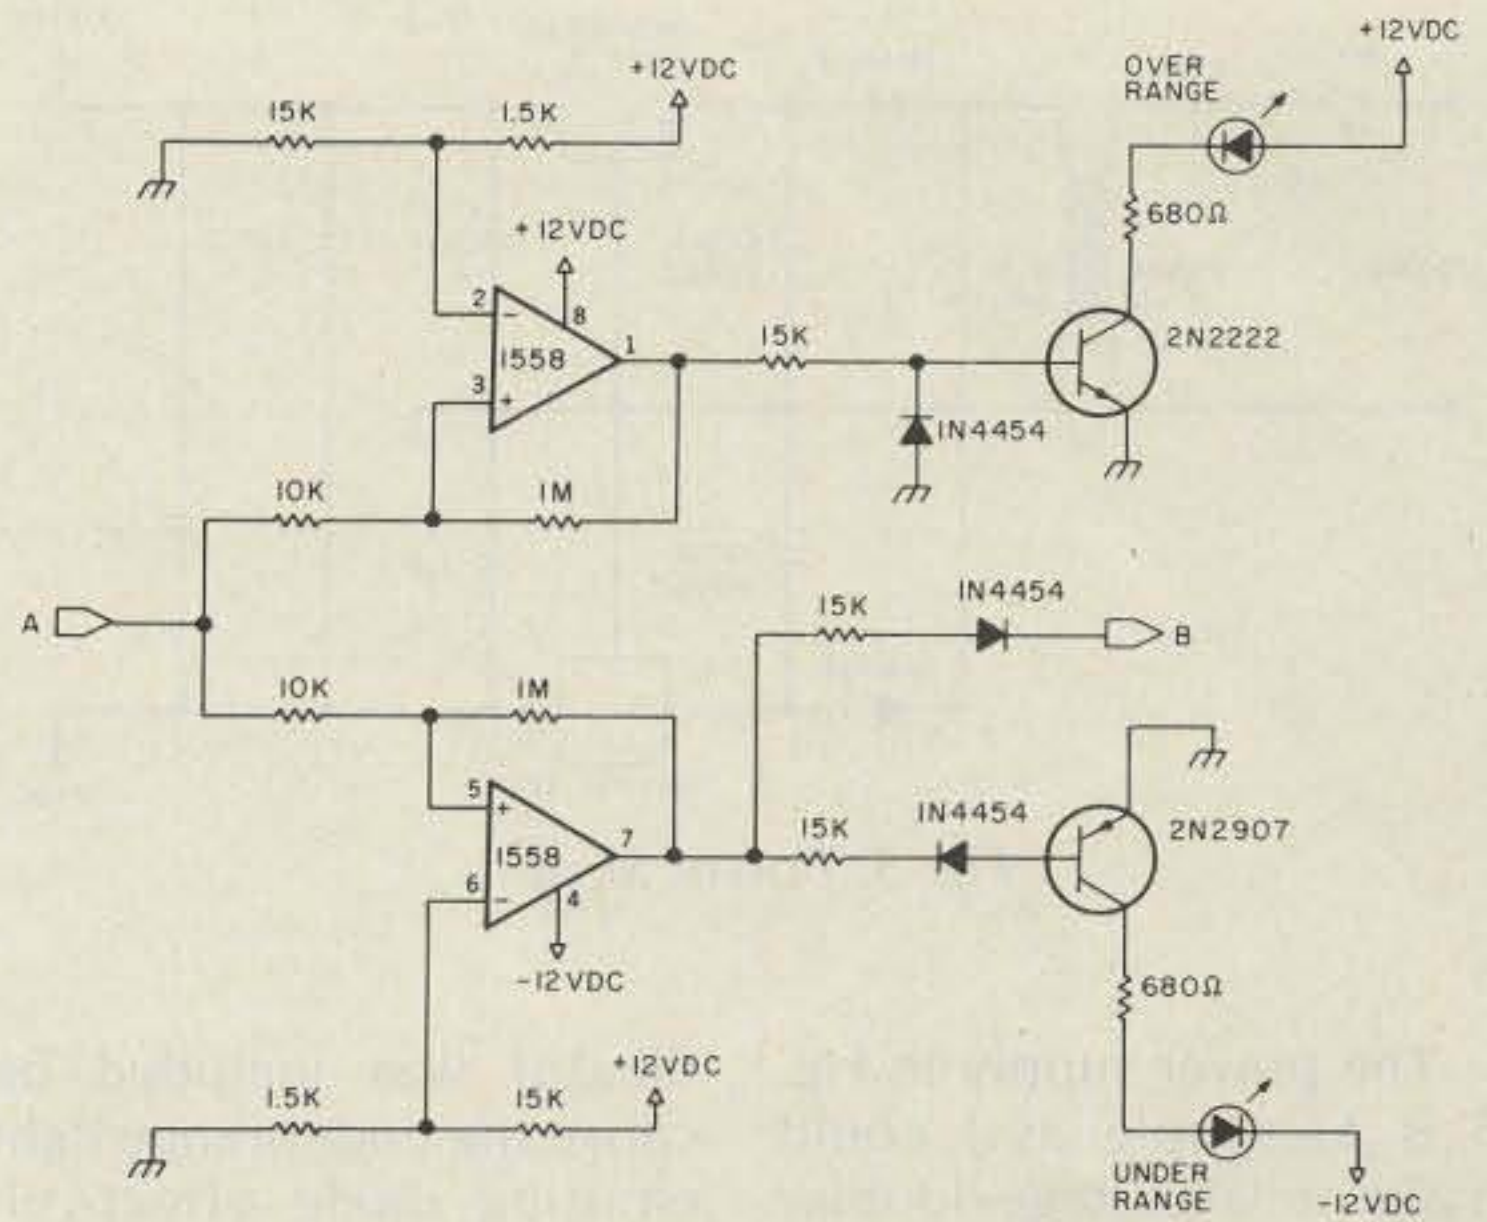 +12VDC
OVER
RANGE
+12VDC
15K
1.5K
680Ω
+12VDC
2
-
8
1558
1
15K
2N2222
3
+
1N4454
10K
1M
A
15K
1N4454
B
10K
1M
5
+
1558
7
15K
1N4454
2N2907
6
-
4
-12VDC
680Ω
1.5K
15K
+12VDC
UNDER
RANGE
-12VDC